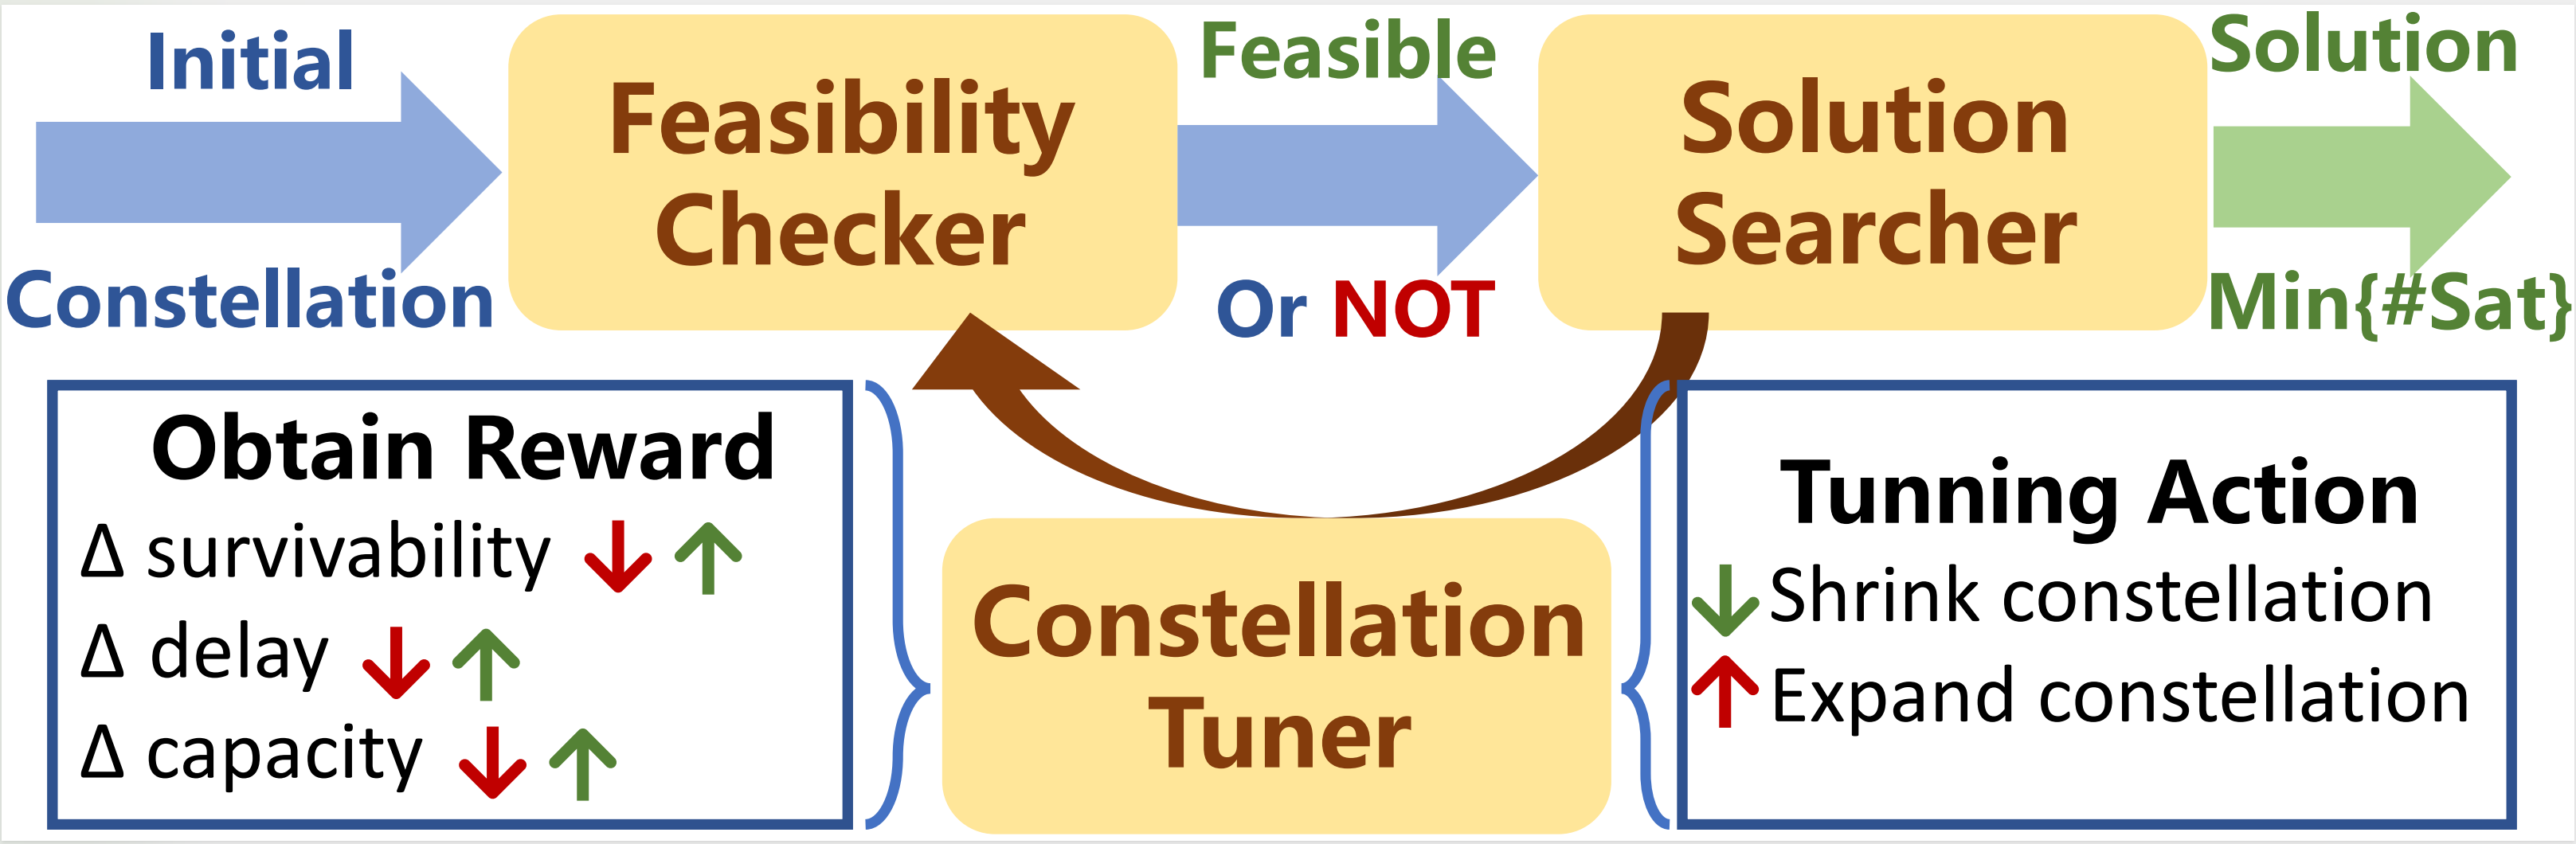 Initial
Constellation
Feasibility
Checker
Feasible
Or NOT
Solution
Searcher
Solution
Min{#Sat}
Obtain Reward
Δ survivability ↓ ↑
Δ delay ↓ ↑
Δ capacity ↓ ↑
Constellation
Tuner
Tunning Action
↓ Shrink constellation
↑ Expand constellation